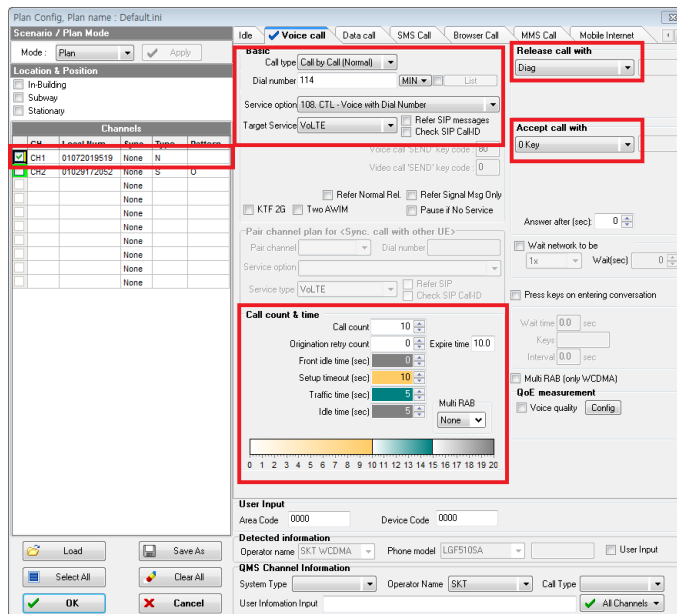 Plan Config, Plan name : Default.ini
Scenario / Plan Mode
Mode : Plan Apply
Location & Position
In-Building
Subway
Stationary
Channels
CH Local Num Sync Type Pattern
CH1 01072019519 None N
CH2 01029172052 None S O
None
None
None
None
None
None
None
Load Save As
Select All Clear All
OK Cancel
Idle Voice call Data call SMS Call Browser Call MMS Call Mobile Internet
Basic
Call type Call by Call (Normal)
Dial number 114 MIN List
Service option 108. CTL - Voice with Dial Number
Target Service VoLTE Refer SIP messages
Check SIP Call-ID
Voice call 'SEND' key code : 80
Video call 'SEND' key code : 0
Refer Normal Rel. Refer Signal Msg Only
KTF 2G Two AWIM Pause if No Service
Pair channel plan for <Sync. call with other UE>
Pair channel Dial number
Service option
Service type VoLTE Refer SIP
Check SIP Call-ID
Call count & time
Call count 10
Origination retry count 0 Expire time 10.0
Front idle time (sec) 0
Setup timeout (sec) 10
Traffic time (sec) 5
Idle time (sec) 5
Multi RAB
None
0 1 2 3 4 5 6 7 8 9 10 11 12 13 14 15 16 17 18 19 20
Release call with
Diag
Accept call with
0 Key
Answer after (sec): 0
Wait network to be
1x Wait(sec) 0
Press keys on entering conversation
Wait time 0.0 sec
Keys
Interval 0.0 sec
Multi RAB (only WCDMA)
QoE measurement
Voice quality Config
User Input
Area Code 0000 Device Code 0000
Detected information
Operator name SKT WCDMA Phone model LGF510SA User Input
QMS Channel Information
System Type Operator Name SKT Call Type
User Infomation Input All Channels